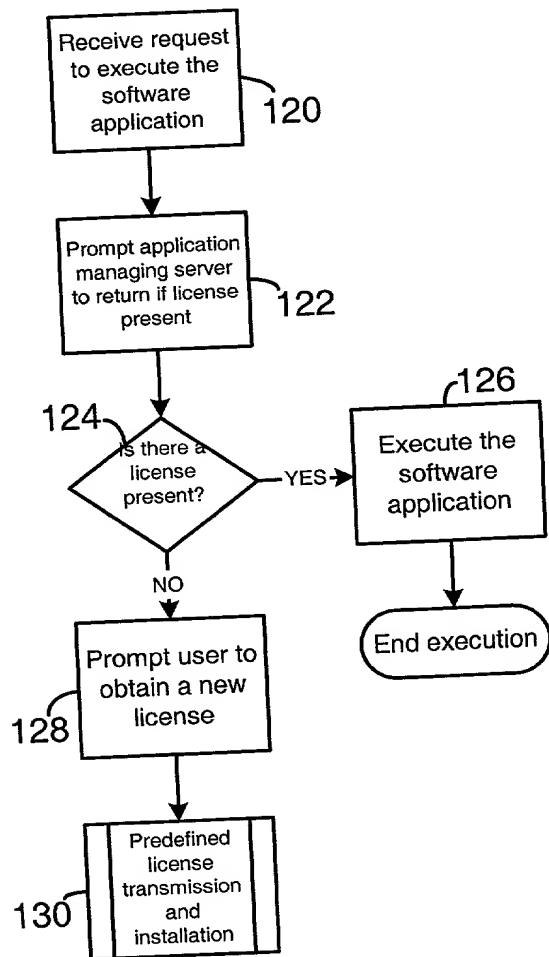 Receive request
to execute the
software
application
120
Prompt application
managing server
to return if license
present
122
124
Is there a
license
present?
YES
126
Execute the
software
application
End execution
NO
Prompt user to
obtain a new
license
128
Predefined
license
transmission
and
installation
130